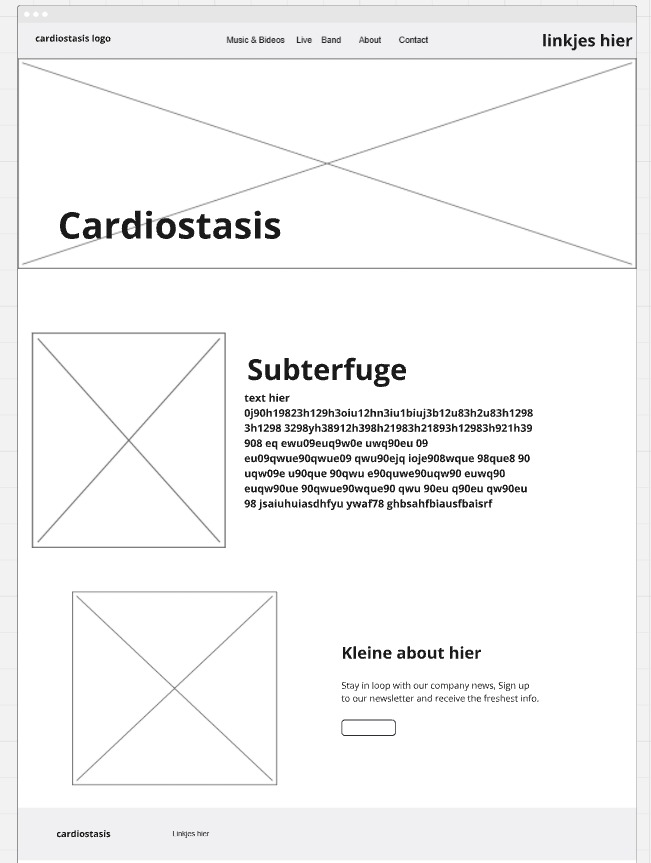 cardiostasis logo
Music & Bideos Live Band About Contact
linkjes hier
Cardiostasis
Subterfuge
text hier
0j90h19823h129h3oiu12hn3iu1biuj3b12u83h2u83h1298
3h1298 3298yh38912h398h21983h21893h12983h921h39
908 eq ewu09euq9w0e uwq90eu 09
eu09qwue90qwue09 qwu90ejq ioje908wque 98que8 90
uqw09e u90que 90qwu e90quwe90uqw90 euwq90
euqw90ue 90qwue90wque90 qwu 90eu q90eu qw90eu
98 jsaiuhuiasdhfyu ywaf78 ghbsahfbiausfbaisrf
Kleine about hier
Stay in loop with our company news, Sign up
to our newsletter and receive the freshest info.
cardiostasis
Linkjes hier